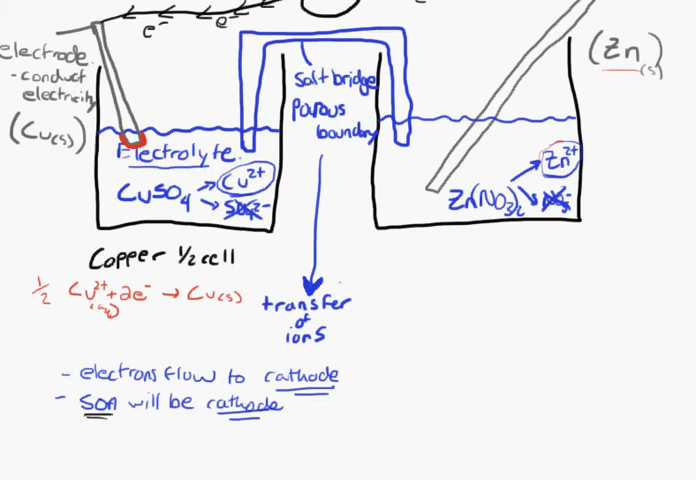 e⁻
e⁻
e
electrode
- conduct
electricity
(Cu(s))
Salt bridge
Porous
boundary
(Zn(s))
Electrolyte
CuSO₄
Cu²⁺
SO₄²⁻
Zn(NO₃)₂
Zn²⁺
NO₃⁻
Copper ½ cell
½ Cu²⁺(aq) + 2e⁻ → Cu(s)
transfer
of
ions
- electrons flow to cathode
- SOA will be cathode